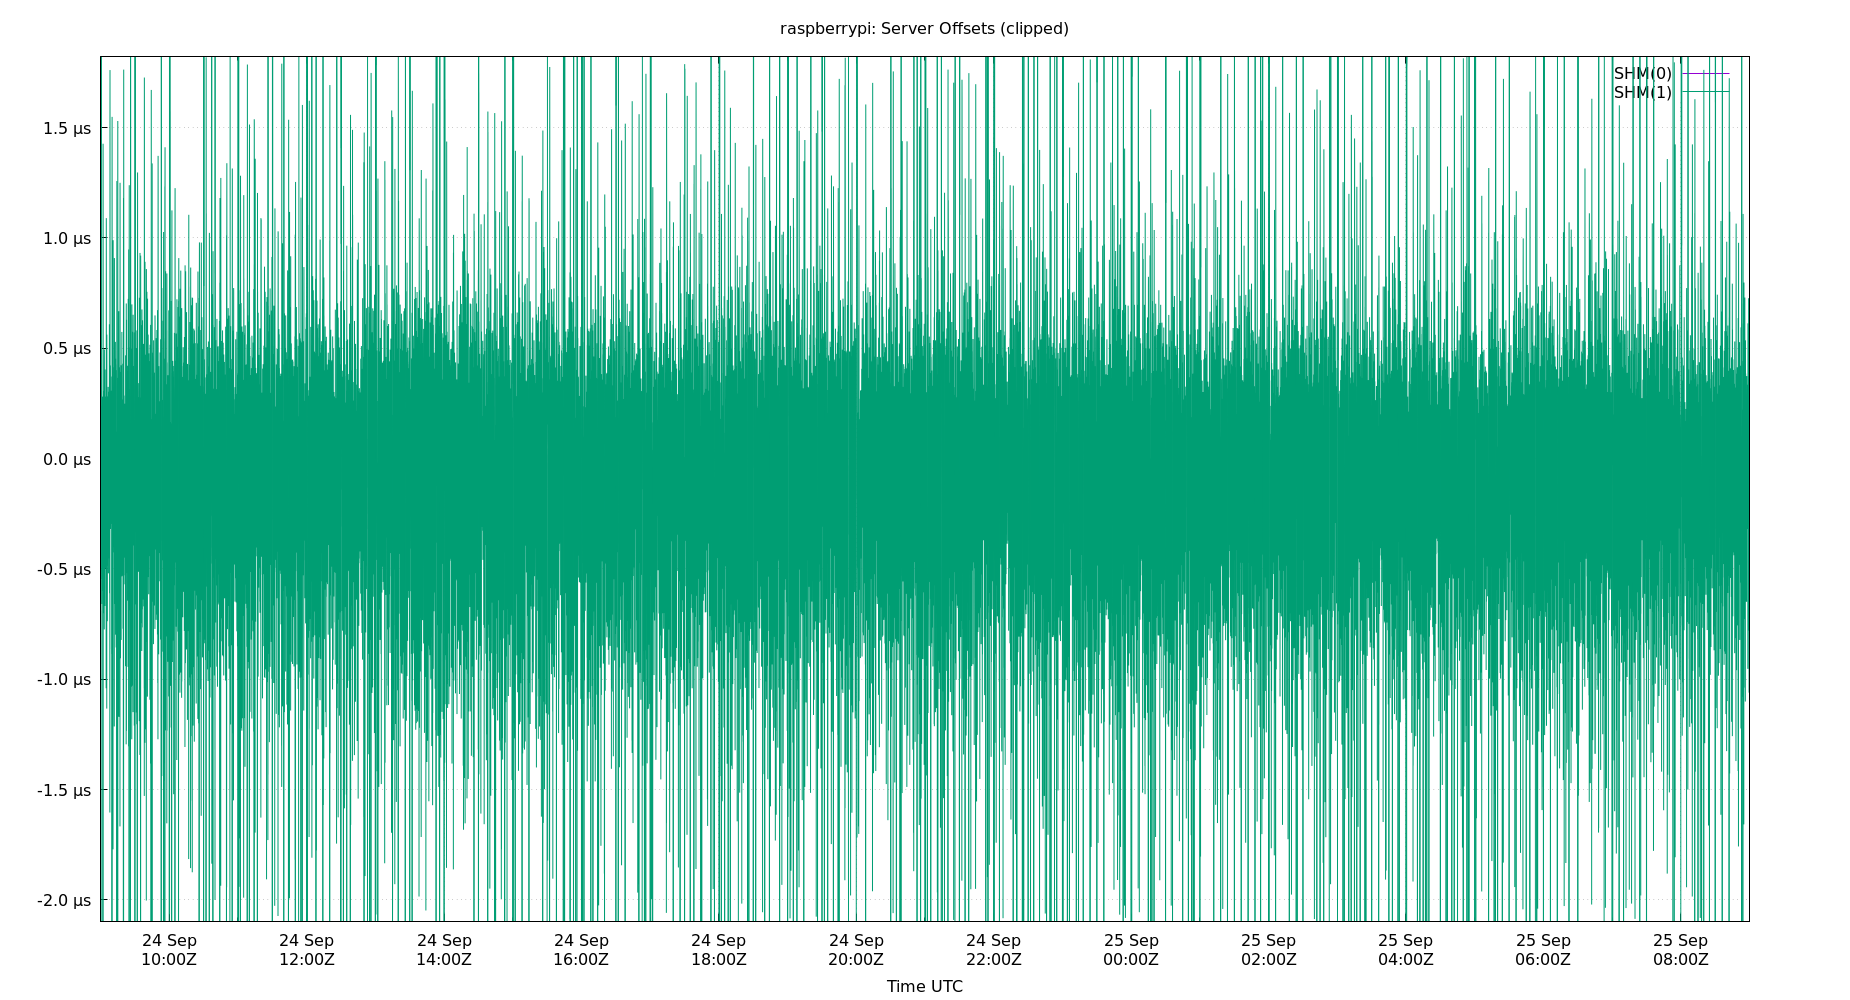 raspberrypi: Server Offsets (clipped)
SHM(0)
SHM(1)
1.5 µs
1.0 µs
0.5 µs
0.0 µs
-0.5 µs
-1.0 µs
-1.5 µs
-2.0 µs
24 Sep 24 Sep 24 Sep 24 Sep 24 Sep 24 Sep 24 Sep 25 Sep 25 Sep 25 Sep 25 Sep 25 Sep
10:00Z 12:00Z 14:00Z 16:00Z 18:00Z 20:00Z 22:00Z 00:00Z 02:00Z 04:00Z 06:00Z 08:00Z
Time UTC